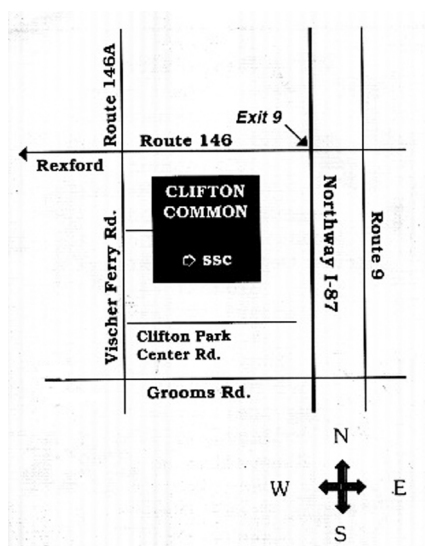 Route 146A
Exit 9
Route 146
Rexford
CLIFTON
COMMON
SSC
Vischer Ferry Rd.
Northway I-87
Route 9
Clifton Park
Center Rd.
Grooms Rd.
N
W
E
S